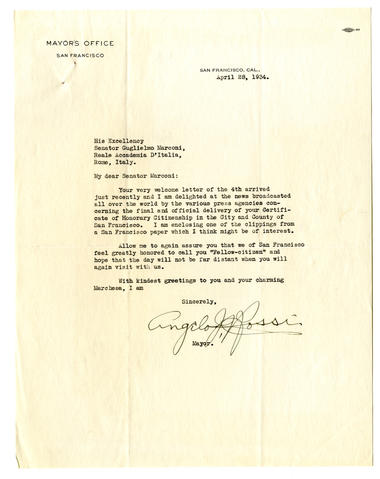 MAYOR'S OFFICE
SAN FRANCISCO
SAN FRANCISCO, CAL.,
April 28, 1934.
His Excellency
Senator Guglielmo Marconi,
Reale Accademia D'Italia,
Rome, Italy.
My dear Senator Marconi:
Your very welcome letter of the 4th arrived
just recently and I am delighted at the news broadcasted
all over the world by the various press agencies con-
cerning the final and official delivery of your Certifi-
cate of Honorary Citizenship in the City and County of
San Francisco. I am enclosing one of the clippings from
a San Francisco paper which I think might be of interest.
Allow me to again assure you that we of San Francisco
feel greatly honored to call you "Fellow-citizen" and
hope that the day will not be far distant when you will
again visit with us.
With kindest greetings to you and your charming
Marchesa, I am
Sincerely,
Angelo J. Rossi
Mayor.